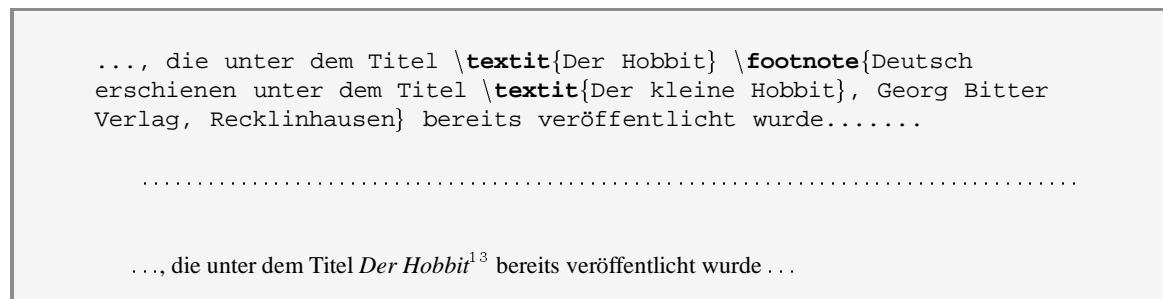 ..., die unter dem Titel \textit{Der Hobbit} \footnote{Deutsch
erschienen unter dem Titel \textit{Der kleine Hobbit}, Georg Bitter
Verlag, Recklinhausen} bereits veröffentlicht wurde.......
......................................................................................
..., die unter dem Titel Der Hobbit13 bereits veröffentlicht wurde ...